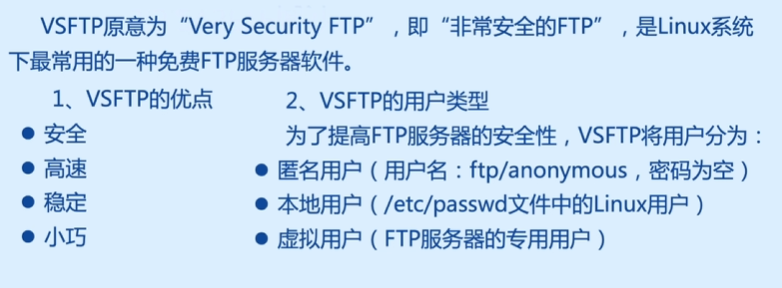 VSFTP原意为“Very Security FTP”，即“非常安全的FTP”，是Linux系统
下最常用的一种免费FTP服务器软件。
1、VSFTP的优点
● 安全
● 高速
● 稳定
● 小巧
2、VSFTP的用户类型
为了提高FTP服务器的安全性，VSFTP将用户分为：
● 匿名用户（用户名：ftp/anonymous，密码为空）
● 本地用户（/etc/passwd文件中的Linux用户）
● 虚拟用户（FTP服务器的专用用户）